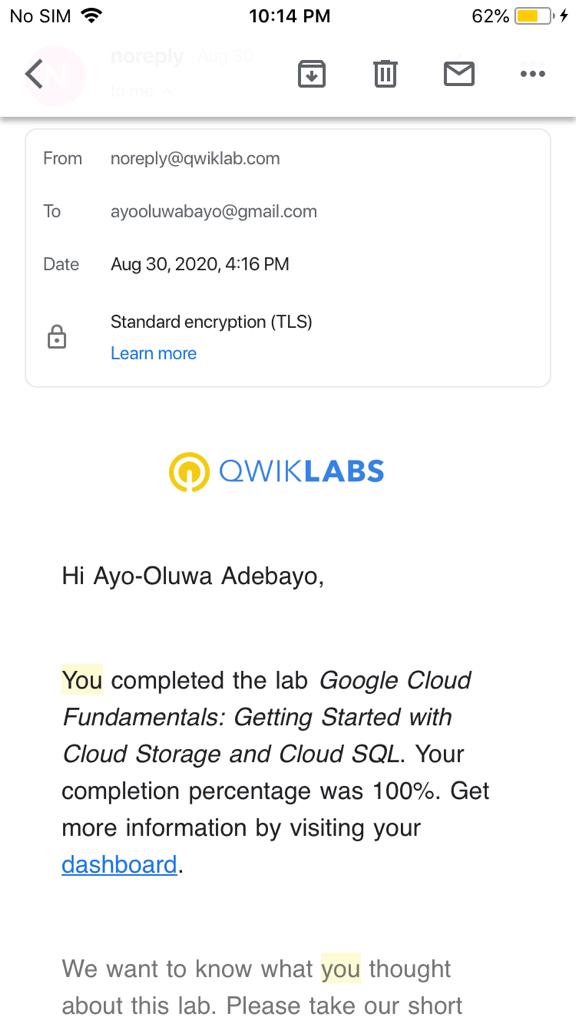 No SIM 10:14 PM 62%
noreply Aug 30
to me
N
From noreply@qwiklab.com
To ayooluwabayo@gmail.com
Date Aug 30, 2020, 4:16 PM
Standard encryption (TLS)
Learn more
QWIKLABS
Hi Ayo-Oluwa Adebayo,
You completed the lab Google Cloud
Fundamentals: Getting Started with
Cloud Storage and Cloud SQL. Your
completion percentage was 100%. Get
more information by visiting your
dashboard.
We want to know what you thought
about this lab. Please take our short